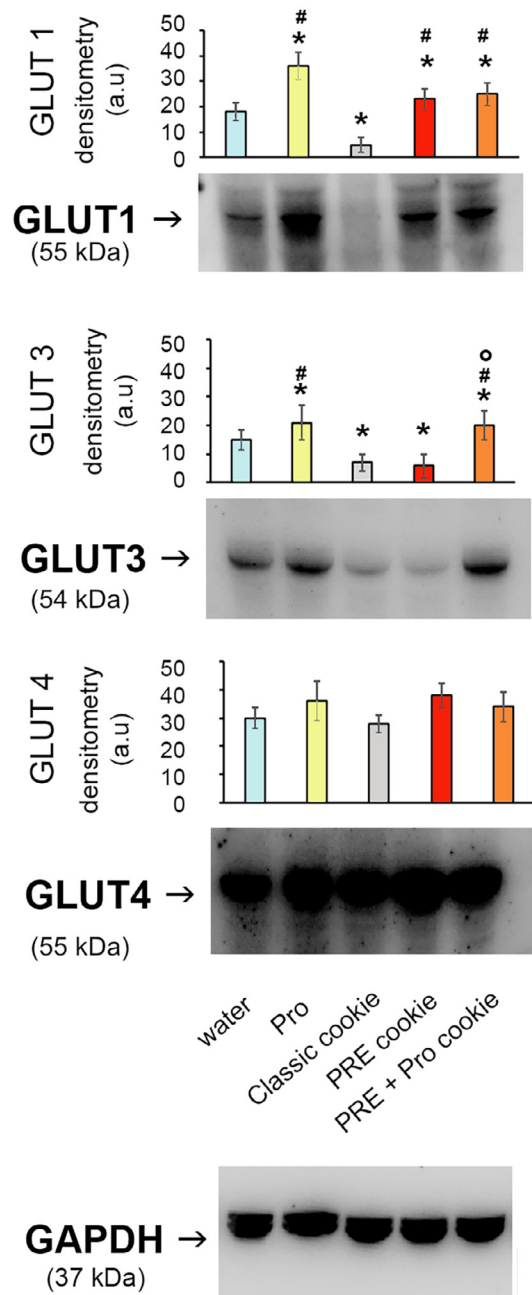 GLUT 1
densitometry
(a.u)
50
40
30
20
10
0
#
*
*
#
*
#
*
GLUT1 →
(55 kDa)
GLUT 3
densitometry
(a.u)
50
40
30
20
10
0
#
*
*
*
°
#
*
GLUT3 →
(54 kDa)
GLUT 4
densitometry
(a.u)
50
40
30
20
10
0
GLUT4 →
(55 kDa)
water
Pro
Classic cookie
PRE cookie
PRE + Pro cookie
GAPDH →
(37 kDa)